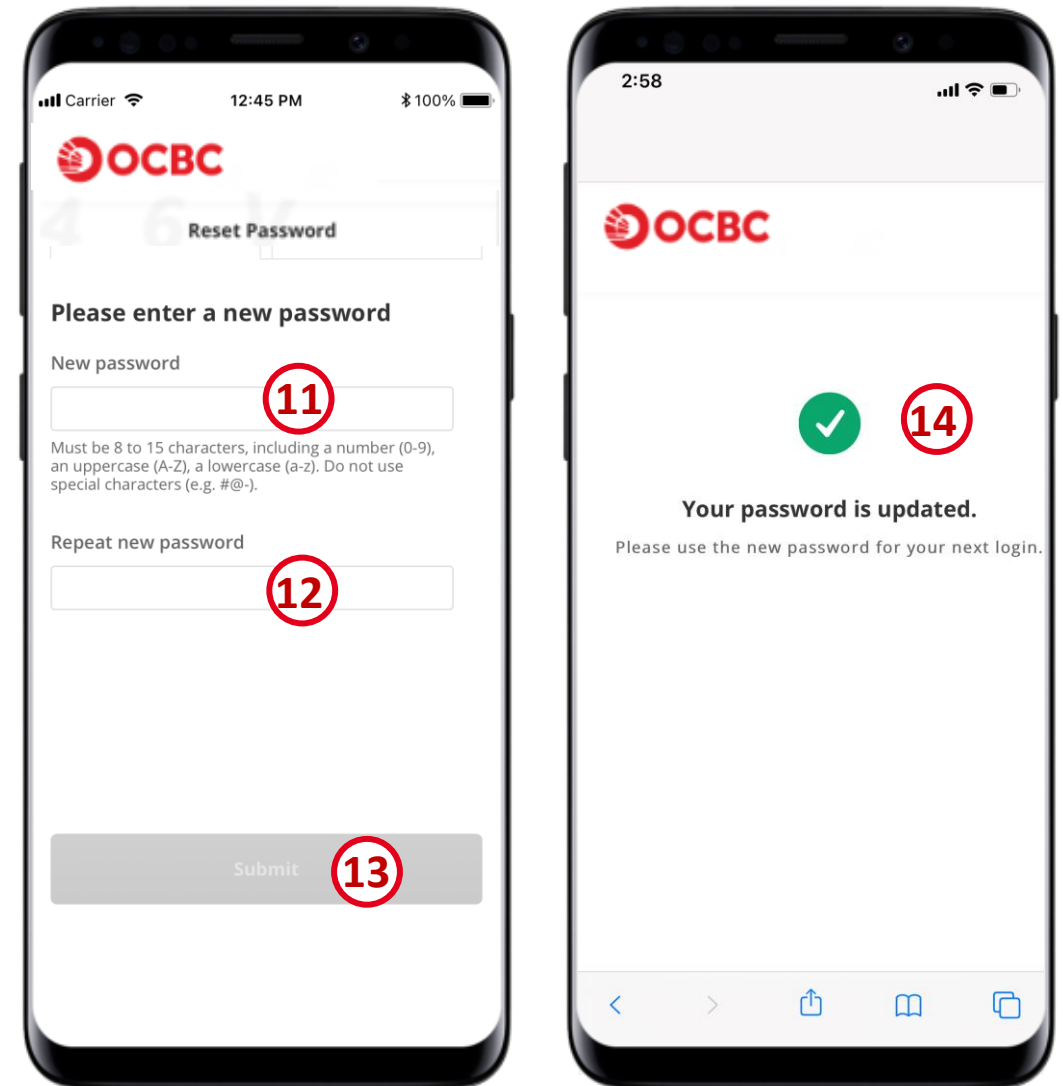 Carrier
12:45 PM
100%
OCBC
4 6 V
Reset Password
Please enter a new password
New password
11
Must be 8 to 15 characters, including a number (0-9),
an uppercase (A-Z), a lowercase (a-z). Do not use
special characters (e.g. #@-).
Repeat new password
12
Submit
13
2:58
OCBC
14
Your password is updated.
Please use the new password for your next login.